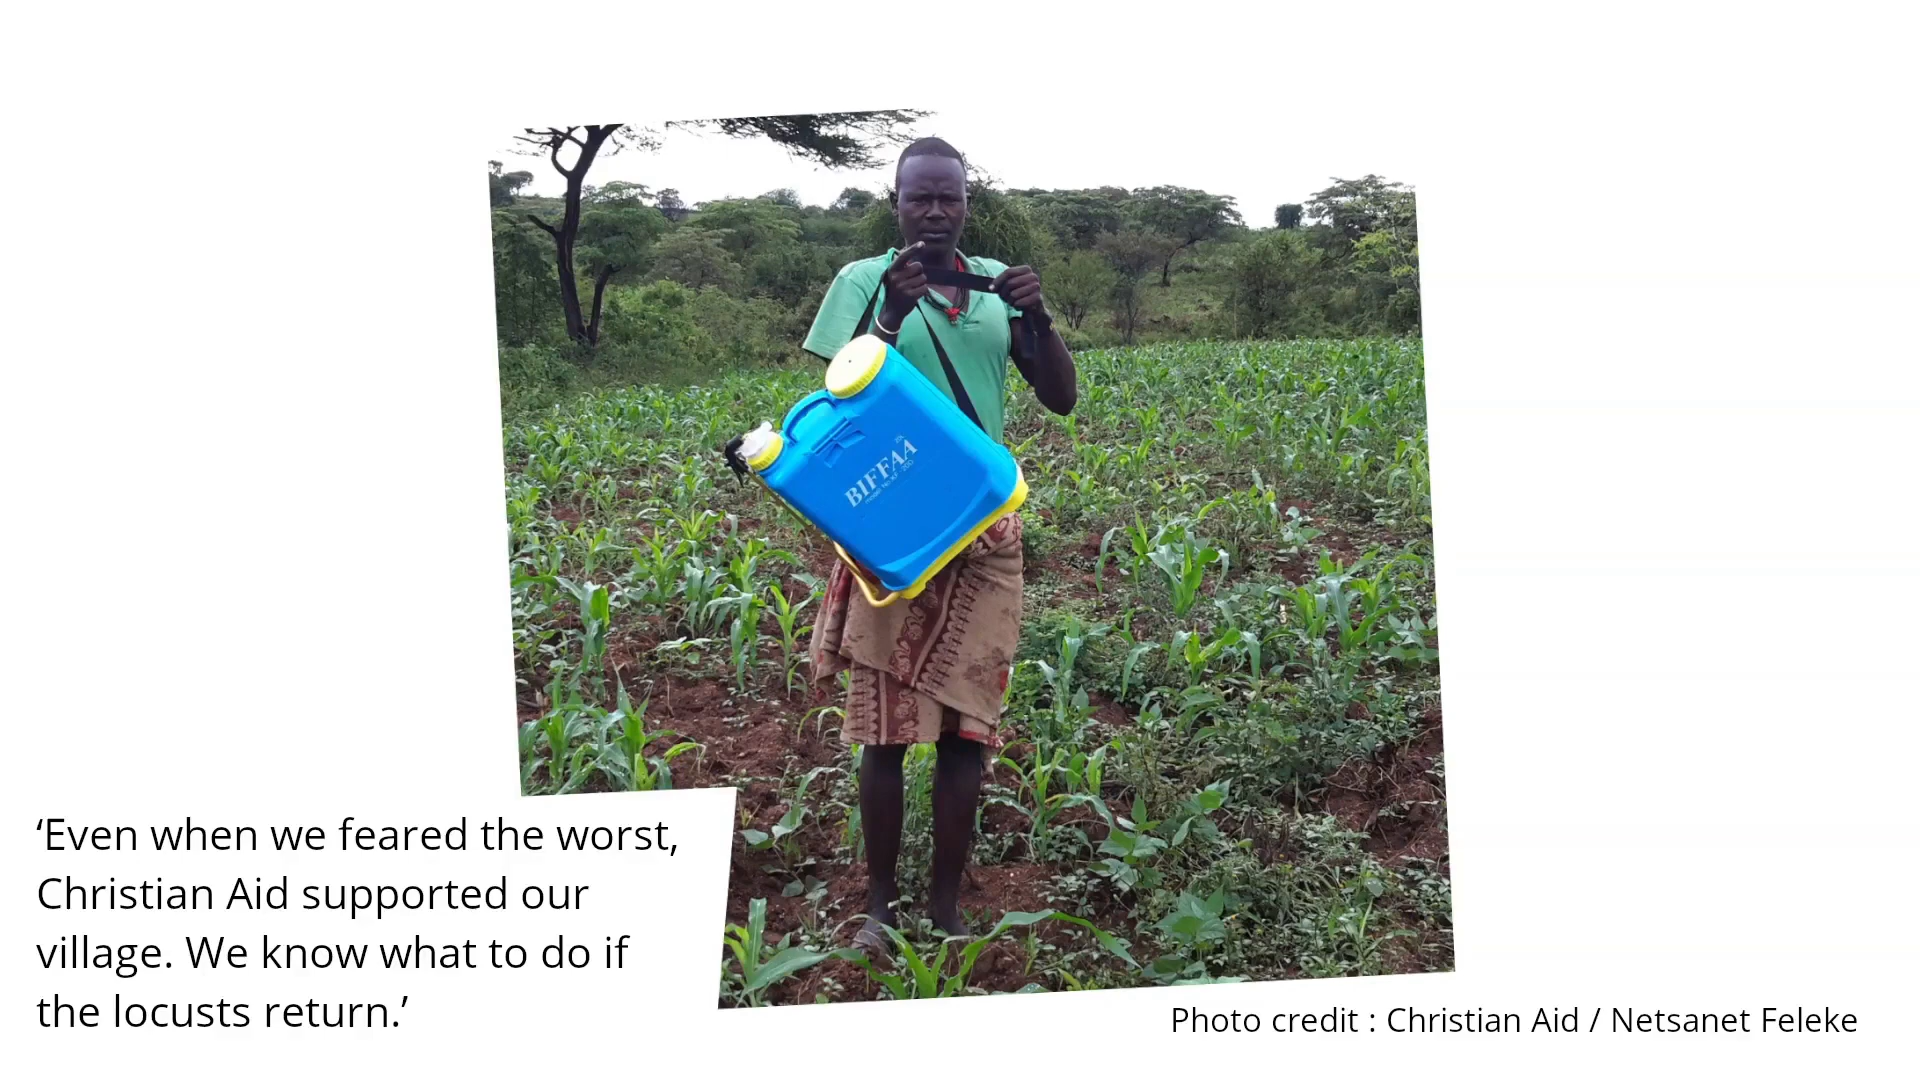 BIFFAA
‘Even when we feared the worst,
Christian Aid supported our
village. We know what to do if
the locusts return.’
Photo credit : Christian Aid / Netsanet Feleke